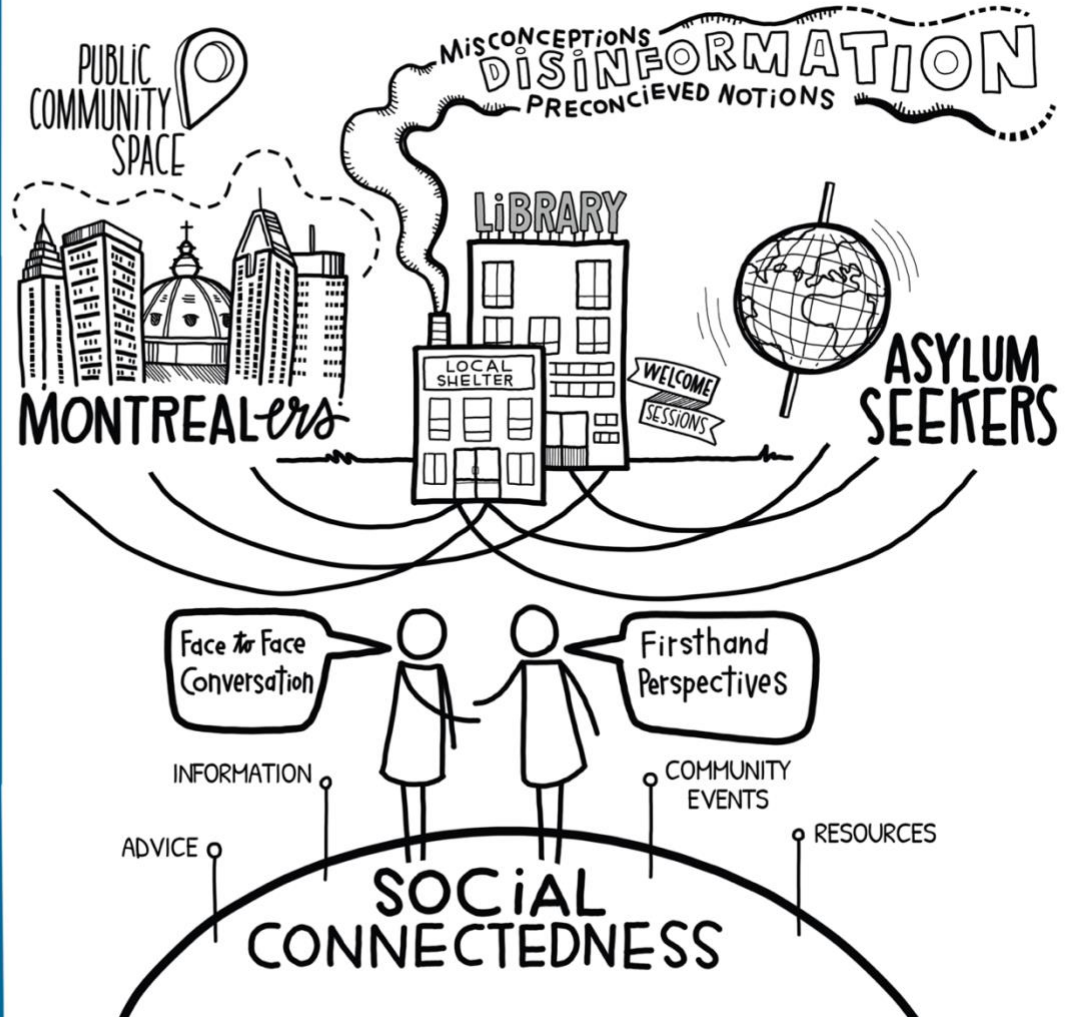 PUBLIC
COMMUNITY
SPACE
MISCONCEPTIONS
DISINFORMATION
PRECONCIEVED NOTIONS
LIBRARY
LOCAL
SHELTER
WELCOME
SESSIONS
MONTREALers
ASYLUM
SEEKERS
Face to Face
Conversation
Firsthand
Perspectives
INFORMATION
COMMUNITY
EVENTS
ADVICE
RESOURCES
SOCIAL
CONNECTEDNESS